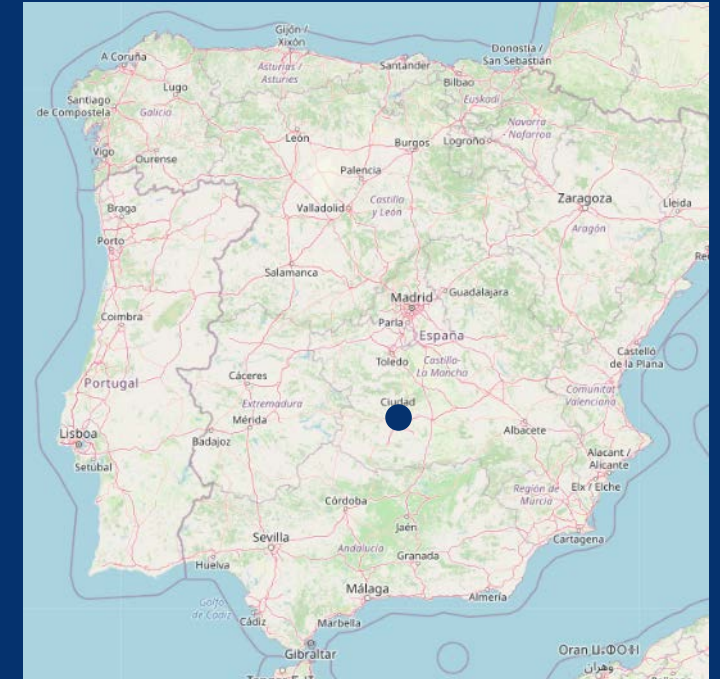 Gijón /
Xixón
A Coruña
Santander
Donostia /
San Sebastián
Asturias /
Asturies
Bilbao
Lugo
Euskadi
Santiago
de Compostela
Galicia
Navarra
- Nafarroa
León
Burgos
Logroño
Vigo
Ourense
Palencia
Braga
Valladolid
Castilla
y León
Zaragoza
Lleida
Aragón
Porto
Salamanca
Madrid
Guadalajara
Coimbra
Parla
España
Castelló
de la Plana
Toledo
Castilla-
La Mancha
Portugal
Cáceres
Comunitat
Valenciana
Extremadura
Ciudad
Mérida
Lisboa
Badajoz
Albacete
Setúbal
Alacant /
Alicante
Región de
Murcia
Elx / Elche
Córdoba
Jaén
Sevilla
Andalucía
Cartagena
Granada
Huelva
Málaga
Almería
Golfo
de Cádiz
Cádiz
Marbella
Gibraltar
Oran ⵡⴻⵀⵔⴰⵏ
وهران